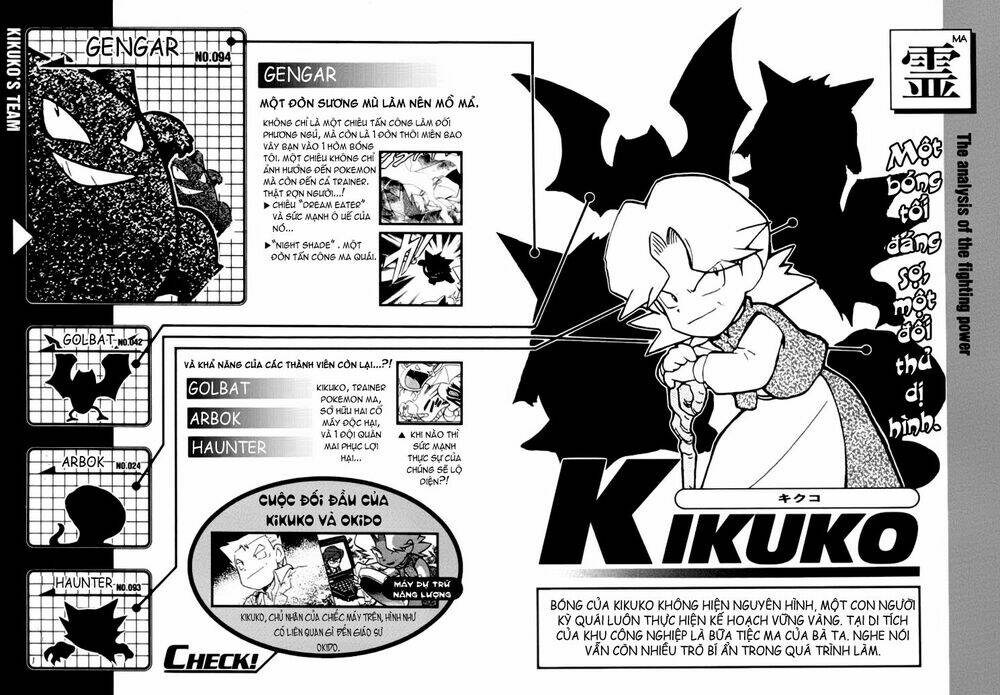 KIKUKO'S TEAM
GENGAR
NO.094
GOLBAT
NO.042
ARBOK
NO.024
HAUNTER
NO.093
GENGAR
MỘT ĐÒN SƯƠNG MÙ LÀM NÊN MỒ MẢ.
KHÔNG CHỈ LÀ MỘT CHIÊU TẤN CÔNG LÀM ĐỐI
PHƯƠNG NGỦ, MÀ CÒN LÀ 1 ĐÒN THÔI MIÊN BAO
VÂY BẠN VÀO 1 HÔM BÓNG
TỐI. MỘT CHIÊU KHÔNG CHỈ
ẢNH HƯỞNG ĐẾN POKEMON
MÀ CÒN ĐẾN CẢ TRAINER.
THẬT RỢN NGƯỜI...!
▶ CHIÊU "DREAM EATER"
VÀ SỨC MẠNH Ô UẾ CỦA
NÓ...
▶"NIGHT SHADE". MỘT
ĐÒN TẤN CÔNG MA QUÁI.
VÀ KHẢ NĂNG CỦA CÁC THÀNH VIÊN CÒN LẠI...?!
GOLBAT
ARBOK
HAUNTER
KIKUKO, TRAINER
POKEMON MA,
SỞ HỮU HAI CỖ
MÁY ĐỘC HẠI,
VÀ 1 ĐỘI QUÂN
MAI PHỤC LỢI
HẠI...
▲ KHI NÀO THÌ
SỨC MẠNH
THỰC SỰ CỦA
CHÚNG SẼ LỘ
DIỆN?!
CUỘC ĐỐI ĐẦU CỦA
KIKUKO VÀ OKIDO
MÁY DỰ TRỮ
NĂNG LƯỢNG
KIKUKO, CHỦ NHÂN CỦA CHIẾC MÁY TRÊN, HÌNH NHƯ
CÓ LIÊN QUAN GÌ ĐẾN GIÁO SƯ
OKIDO.
CHECK!
MA
霊
The analysis of the fighting power
Một
bóng
tối
đáng
sợ,
một
đối
thủ
dị
hình.
キクコ
KIKUKO
BÓNG CỦA KIKUKO KHÔNG HIỆN NGUYÊN HÌNH, MỘT CON NGƯỜI
KỲ QUÁI LUÔN THỰC HIỆN KẾ HOẠCH VỮNG VÀNG. TẠI DI TÍCH
CỦA KHU CÔNG NGHIỆP LÀ BỮA TIỆC MA CỦA BÀ TA. NGHE NÓI
VẪN CÒN NHIỀU TRÒ BÍ ẨN TRONG QUÁ TRÌNH LÀM.